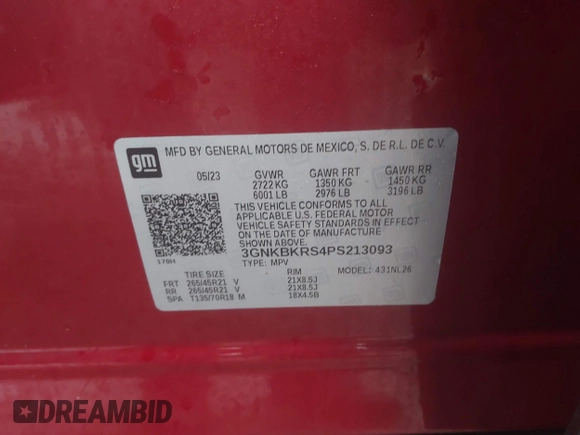 gm MFD BY GENERAL MOTORS DE MEXICO, S. DE R.L. DE C.V.
05/23 GVWR GAWR FRT GAWR RR
2722 KG 1350 KG 1450 KG
6001 LB 2976 LB 3196 LB
THIS VEHICLE CONFORMS TO ALL
APPLICABLE U.S. FEDERAL MOTOR
VEHICLE SAFETY STANDARDS IN EFFECT
ON THE DATE OF MANUFACTURE
SHOWN ABOVE.
3GNKBKRS4PS213093
179H TYPE: MPV MODEL: 431NL26
TIRE SIZE RIM
FRT 265/45R21 V 21X8.5J
RR 265/45R21 V 21X8.5J
SPA T135/70R18 M 18X4.5B
DREAMBID